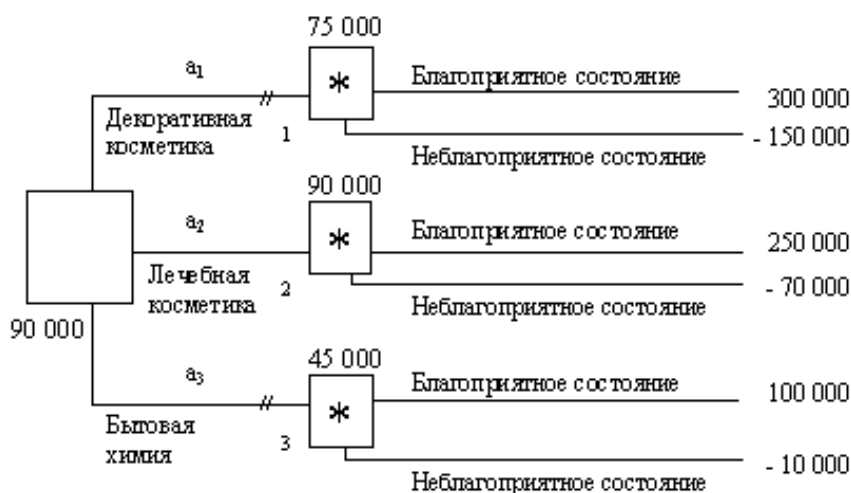 75 000
a1
Благоприятное состояние
*
300 000
Декоративная
косметика
1
- 150 000
Неблагоприятное состояние
90 000
a2
Благоприятное состояние
*
250 000
Лечебная
косметика
2
- 70 000
Неблагоприятное состояние
90 000
45 000
a3
Благоприятное состояние
*
100 000
Бытовая
химия
3
- 10 000
Неблагоприятное состояние